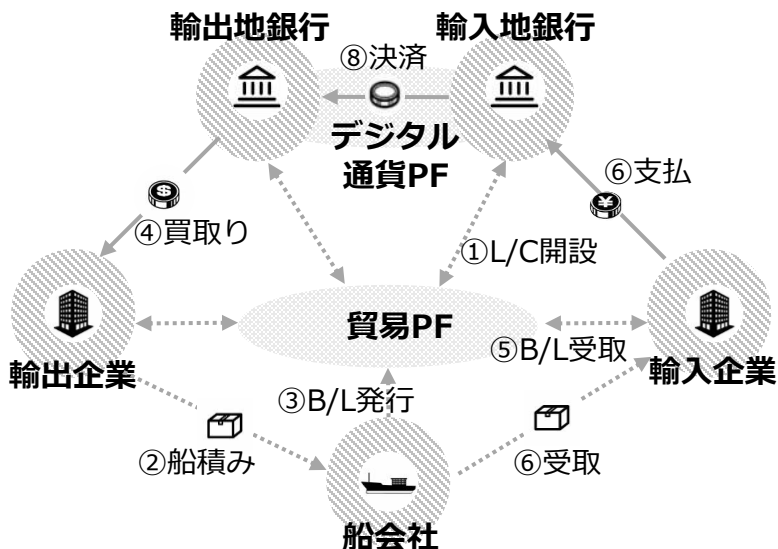 輸出地銀行
輸入地銀行
⑧決済
デジタル
通貨PF
⑥支払
$
¥
④買取り
①L/C開設
貿易PF
⑤B/L受取
輸出企業
輸入企業
③B/L発行
②船積み
⑥受取
船会社